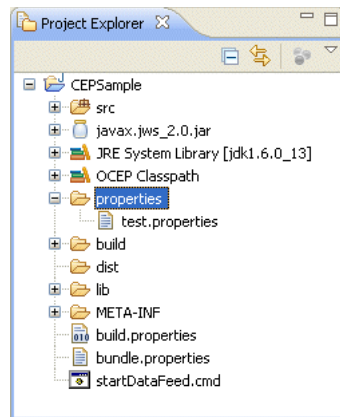 Project Explorer
CEPSample
src
javax.jws_2.0.jar
JRE System Library [jdk1.6.0_13]
OCEP Classpath
properties
test.properties
build
dist
lib
META-INF
build.properties
bundle.properties
startDataFeed.cmd